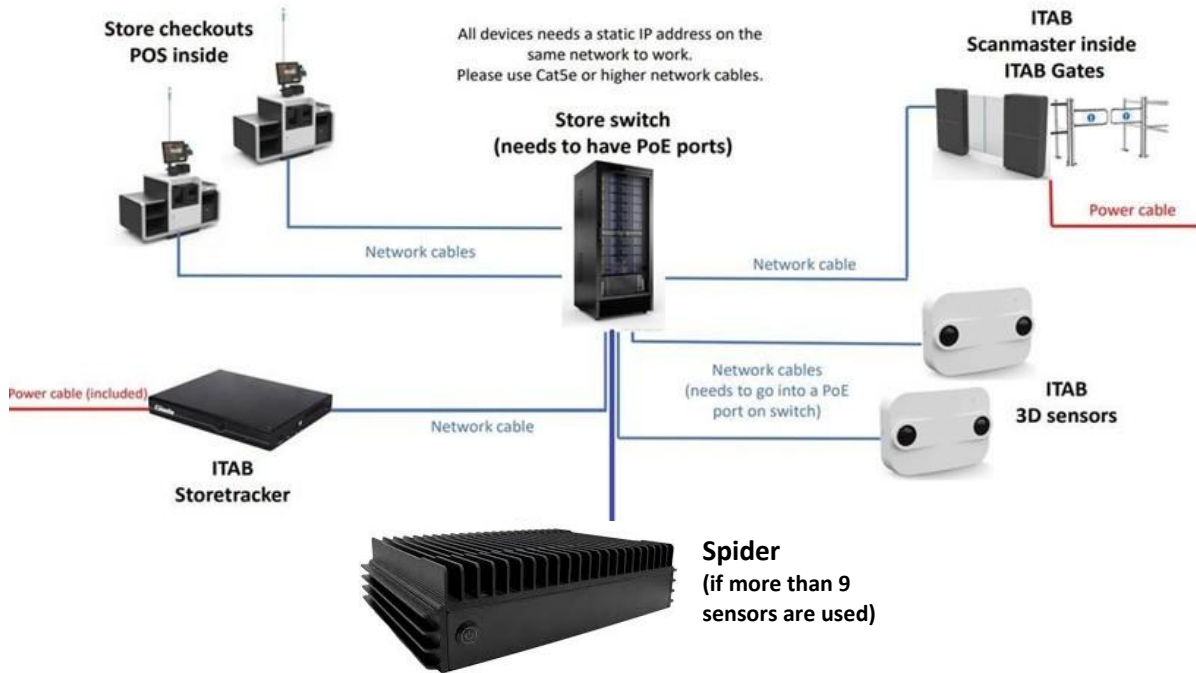 Store checkouts
POS inside
All devices needs a static IP address on the
same network to work.
Please use Cat5e or higher network cables.
ITAB
Scanmaster inside
ITAB Gates
Store switch
(needs to have PoE ports)
Power cable
Network cables
Network cable
Network cables
(needs to go into a PoE
port on switch)
ITAB
3D sensors
Power cable (included)
Network cable
ITAB
Storetracker
Spider
(if more than 9
sensors are used)